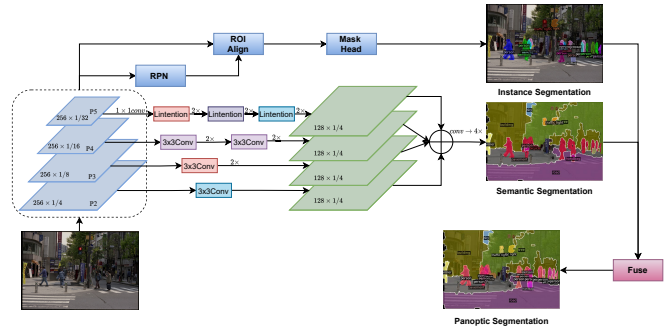 ROI
Align
Mask
Head
RPN
Instance Segmentation
P5
256 × 1/32
1 × 1conv
Lintention
2×
Lintention
2×
Lintention
2×
128 × 1/4
P4
256 × 1/16
3x3Conv
2×
3x3Conv
2×
128 × 1/4
conv → 4×
P3
256 × 1/8
3x3Conv
2×
128 × 1/4
Semantic Segmentation
P2
256 × 1/4
3x3Conv
128 × 1/4
Fuse
Panoptic Segmentation